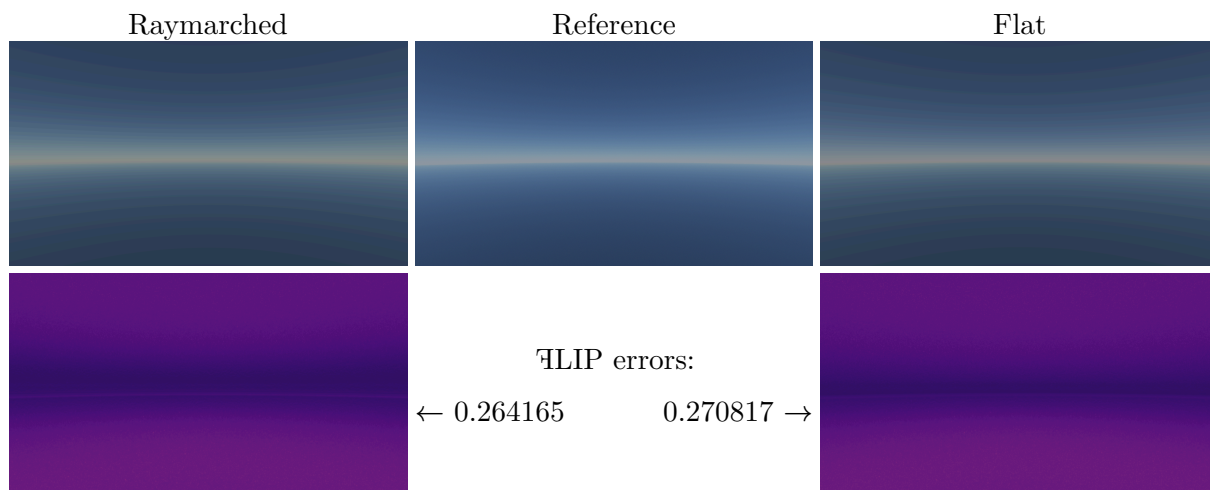 Raymarched Reference Flat
ꟻLIP errors:
← 0.264165 0.270817 →